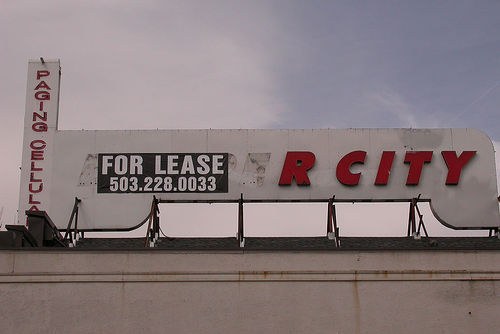 PAGING CELLULA
FOR LEASE
503.228.0033
R CITY